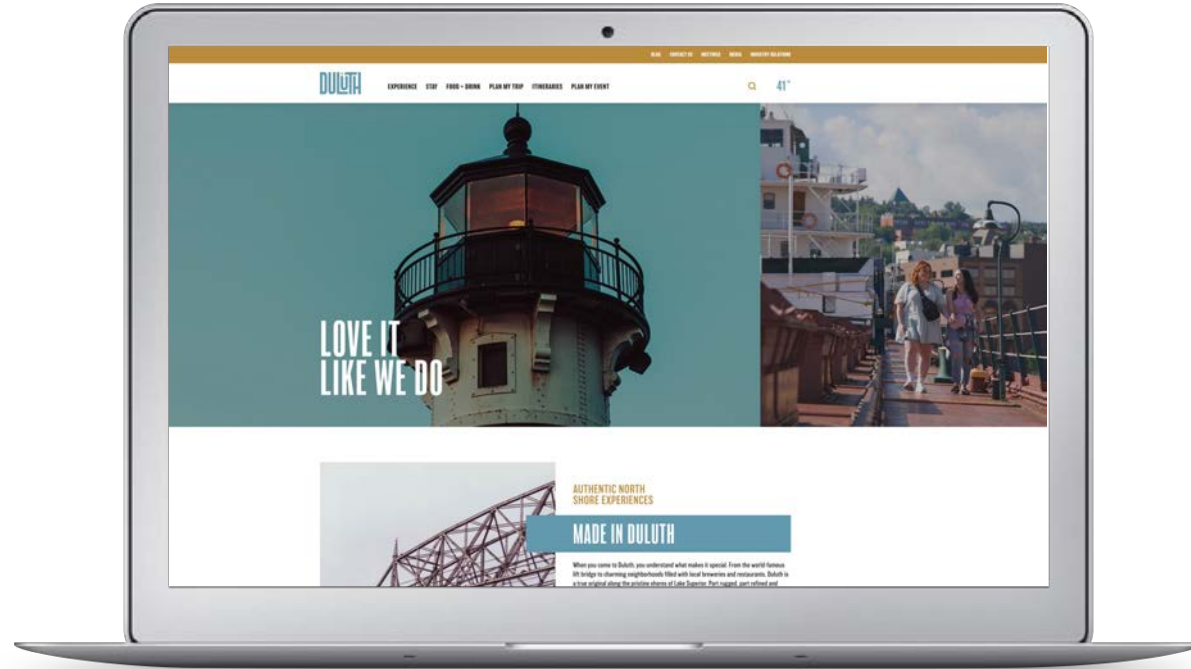 BLOG CONTACT US MEETINGS MEDIA INDUSTRY RELATIONS
DULUTH
EXPERIENCE STAY FOOD + DRINK PLAN MY TRIP ITINERARIES PLAN MY EVENT
41°
LOVE IT
LIKE WE DO
AUTHENTIC NORTH
SHORE EXPERIENCES
MADE IN DULUTH
When you come to Duluth, you understand what makes it special. From the world-famous
lift bridge to charming neighborhoods filled with local breweries and restaurants. Duluth is
a true original along the pristine shores of Lake Superior. Part rugged, part refined and